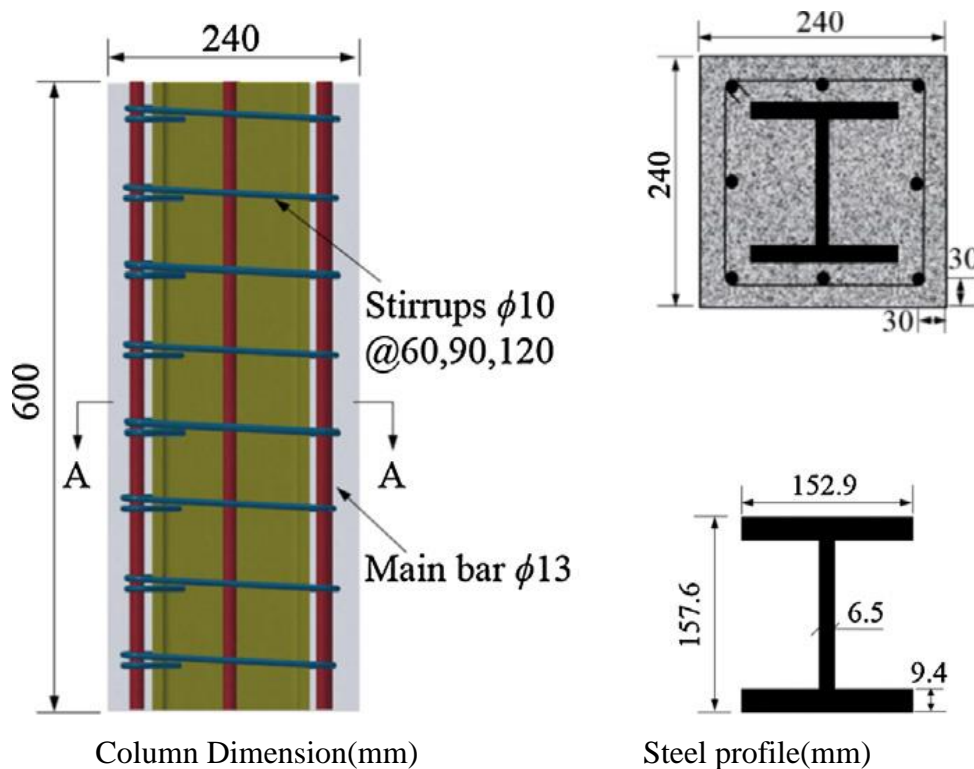 240
600
Stirrups ϕ10
@60,90,120
A
A
Main bar ϕ13
Column Dimension(mm)
240
240
30
30
152.9
157.6
6.5
9.4
Steel profile(mm)